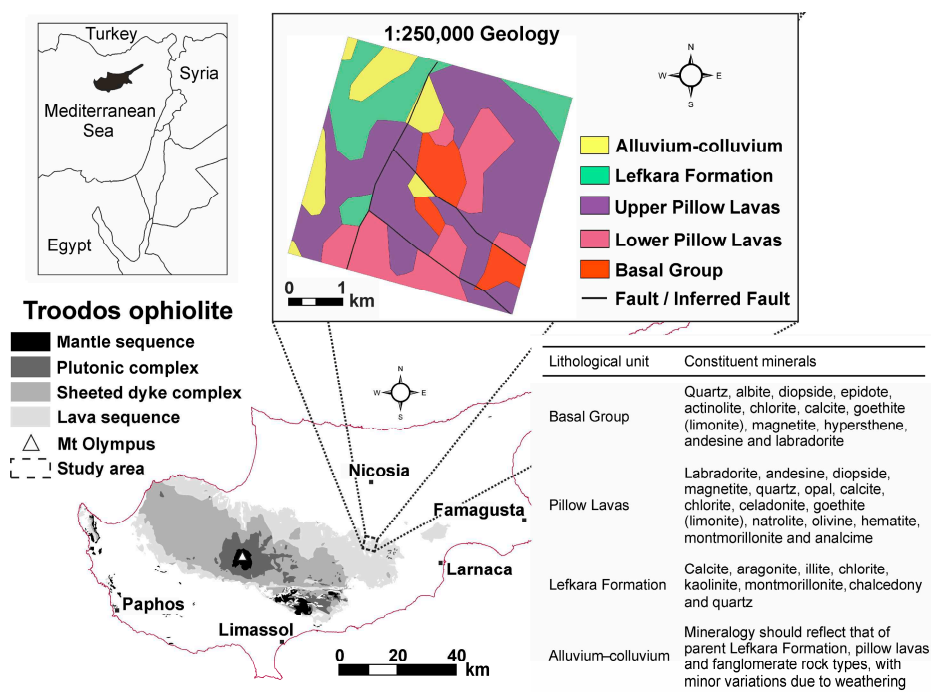 Turkey
Syria
Mediterranean
Sea
Egypt
1:250,000 Geology
N
W
E
S
Alluvium-colluvium
Lefkara Formation
Upper Pillow Lavas
Lower Pillow Lavas
Basal Group
Fault / Inferred Fault
0 1
km
Troodos ophiolite
Mantle sequence
Plutonic complex
Sheeted dyke complex
Lava sequence
Mt Olympus
Study area
N
W
E
S
Nicosia
Famagusta
Larnaca
Paphos
Limassol
0 20 40
km
Lithological unit Constituent minerals
Basal Group
Quartz, albite, diopside, epidote,
actinolite, chlorite, calcite, goethite
(limonite), magnetite, hypersthene,
andesine and labradorite
Pillow Lavas
Labradorite, andesine, diopside,
magnetite, quartz, opal, calcite,
chlorite, celadonite, goethite
(limonite), natrolite, olivine, hematite,
montmorillonite and analcime
Lefkara Formation
Calcite, aragonite, illite, chlorite,
kaolinite, montmorillonite, chalcedony
and quartz
Alluvium–colluvium
Mineralogy should reflect that of
parent Lefkara Formation, pillow lavas
and fanglomerate rock types, with
minor variations due to weathering